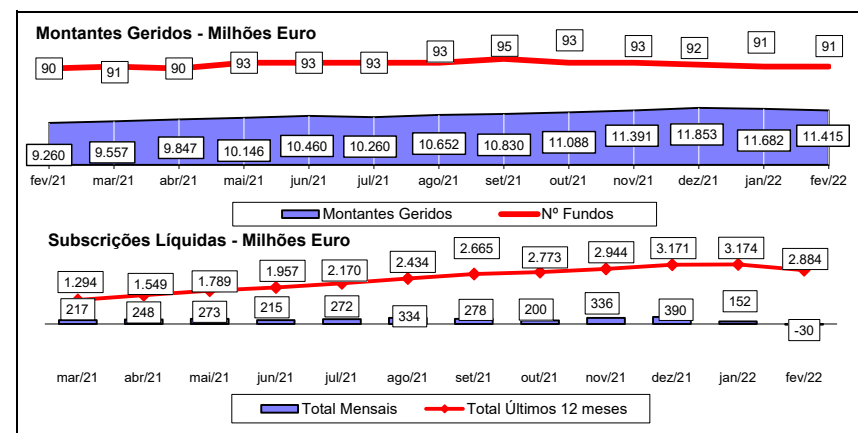 Montantes Geridos - Milhões Euro
90 91 90 93 93 93 93 95 93 93 92 91 91
9.260 9.557 9.847 10.146 10.460 10.260 10.652 10.830 11.088 11.391 11.853 11.682 11.415
fev/21 mar/21 abr/21 mai/21 jun/21 jul/21 ago/21 set/21 out/21 nov/21 dez/21 jan/22 fev/22
Montantes Geridos Nº Fundos
Subscrições Líquidas - Milhões Euro
1.294 1.549 1.789 1.957 2.170 2.434 2.665 2.773 2.944 3.171 3.174 2.884
217 248 273 215 272 334 278 200 336 390 152 -30
mar/21 abr/21 mai/21 jun/21 jul/21 ago/21 set/21 out/21 nov/21 dez/21 jan/22 fev/22
Total Mensais Total Últimos 12 meses